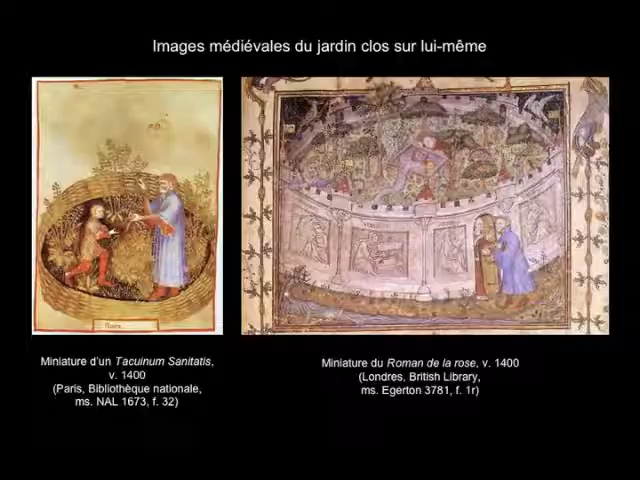 Images médiévales du jardin clos sur lui-même
Miniature d'un Tacuinum Sanitatis,
v. 1400
(Paris, Bibliothèque nationale,
ms. NAL 1673, f. 32)
Miniature du Roman de la rose, v. 1400
(Londres, British Library,
ms. Egerton 3781, f. 1r)